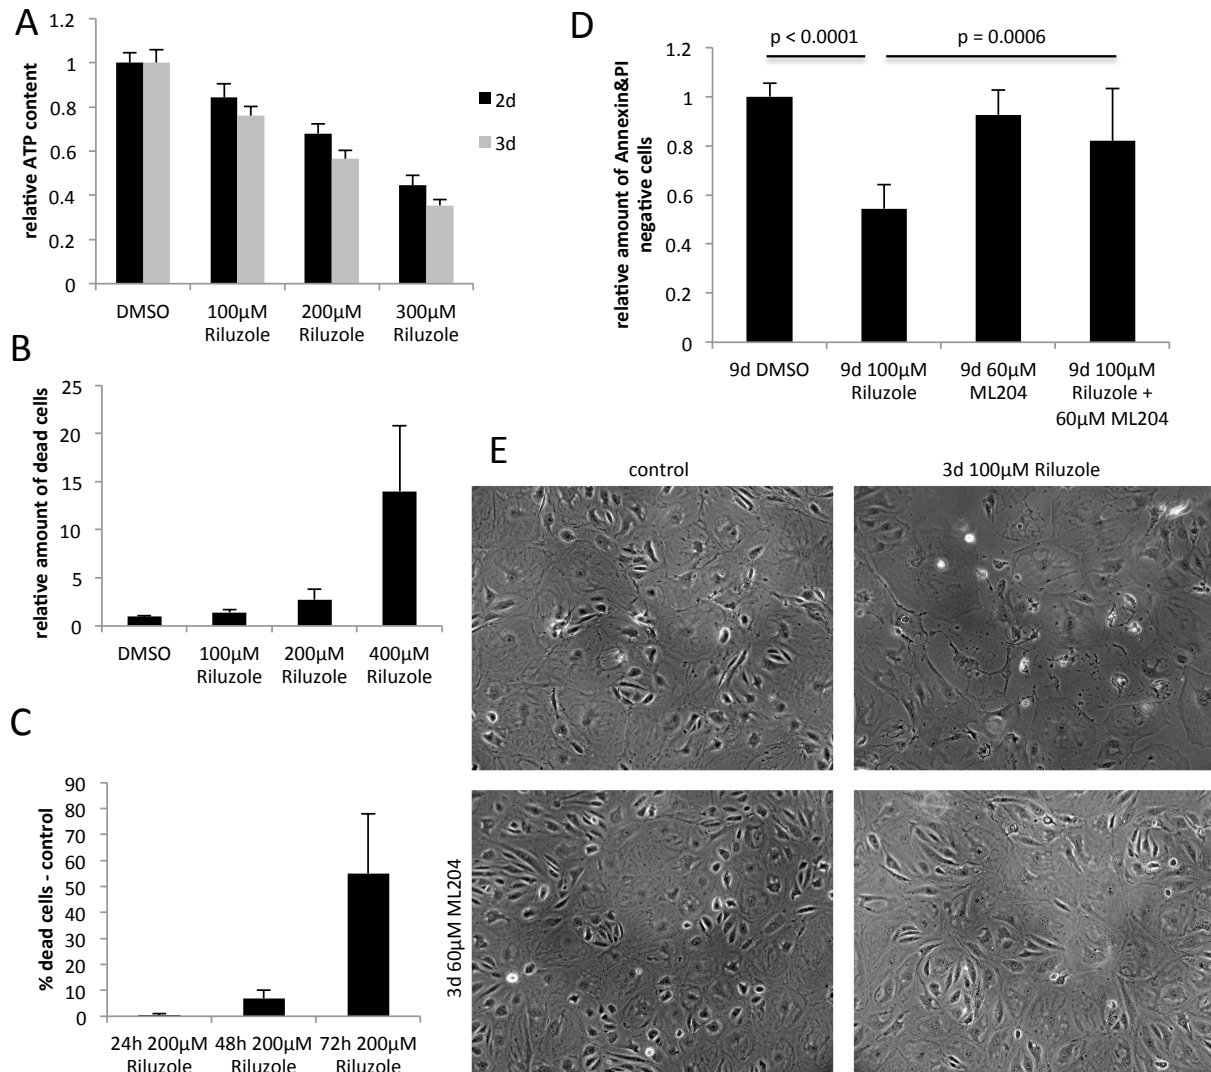 A
1.2
1
0.8
0.6
0.4
0.2
0
relative ATP content
2d
3d
DMSO
100μM
Riluzole
200μM
Riluzole
300μM
Riluzole
B
25
20
15
10
5
0
relative amount of dead cells
DMSO
100μM
Riluzole
200μM
Riluzole
400μM
Riluzole
C
90
80
70
60
50
40
30
20
10
0
% dead cells - control
24h 200μM
Riluzole
48h 200μM
Riluzole
72h 200μM
Riluzole
D
p < 0.0001
p = 0.0006
1.2
1
0.8
0.6
0.4
0.2
0
relative amount of Annexin&PI
negative cells
9d DMSO
9d 100μM
Riluzole
9d 60μM
ML204
9d 100μM
Riluzole +
60μM ML204
E
control
3d 100μM Riluzole
3d 60μM ML204